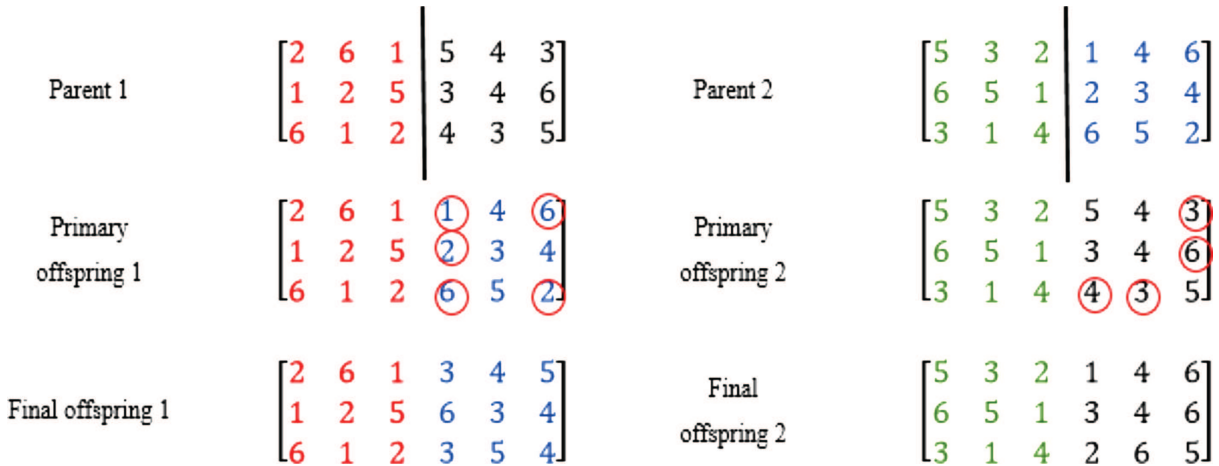 2 6 1 5 4 3
Parent 1 1 2 5 3 4 6
6 1 2 4 3 5
5 3 2 1 4 6
Parent 2 6 5 1 2 3 4
3 1 4 6 5 2
2 6 1 1 4 6
Primary
offspring 1
1 2 5 2 3 4
6 1 2 6 5 2
5 3 2 5 4 3
Primary
offspring 2
6 5 1 3 4 6
3 1 4 4 3 5
2 6 1 3 4 5
Final offspring 1 1 2 5 6 3 4
6 1 2 3 5 4
5 3 2 1 4 6
Final
offspring 2
6 5 1 3 4 6
3 1 4 2 6 5